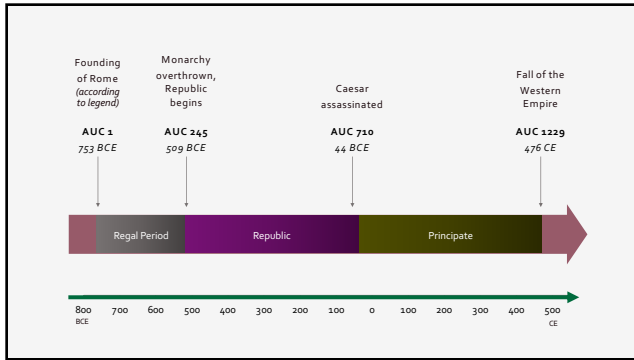 Founding
of Rome
(according
to legend)
AUC 1
753 BCE
Monarchy
overthrown,
Republic
begins
AUC 245
509 BCE
Caesar
assassinated
AUC 710
44 BCE
Fall of the
Western
Empire
AUC 1229
476 CE
Regal Period
Republic
Principate
800 700 600 500 400 300 200 100 0 100 200 300 400 500
BCE CE